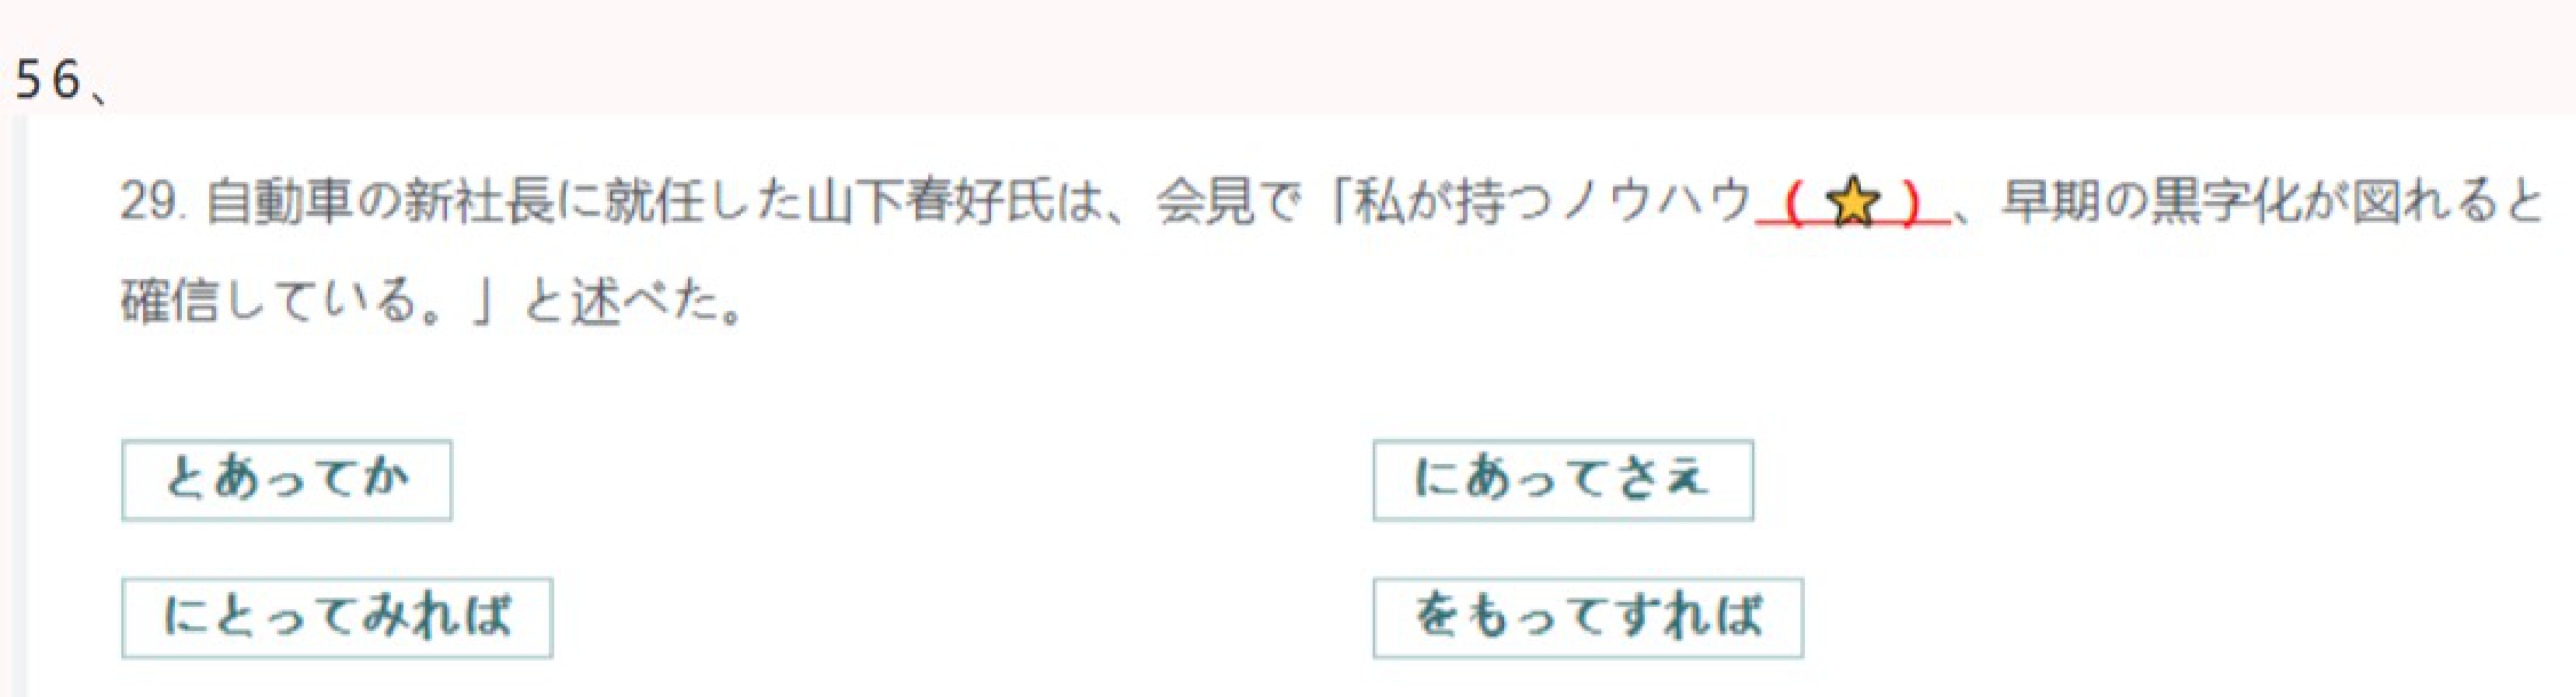 56、
29. 自動車の新社長に就任した山下春好氏は、会見で「私が持つノウハウ（ ★ ）、早期の黒字化が図れると
確信している。」と述べた。
とあってか
にあってさえ
にとってみれば
をもってすれば